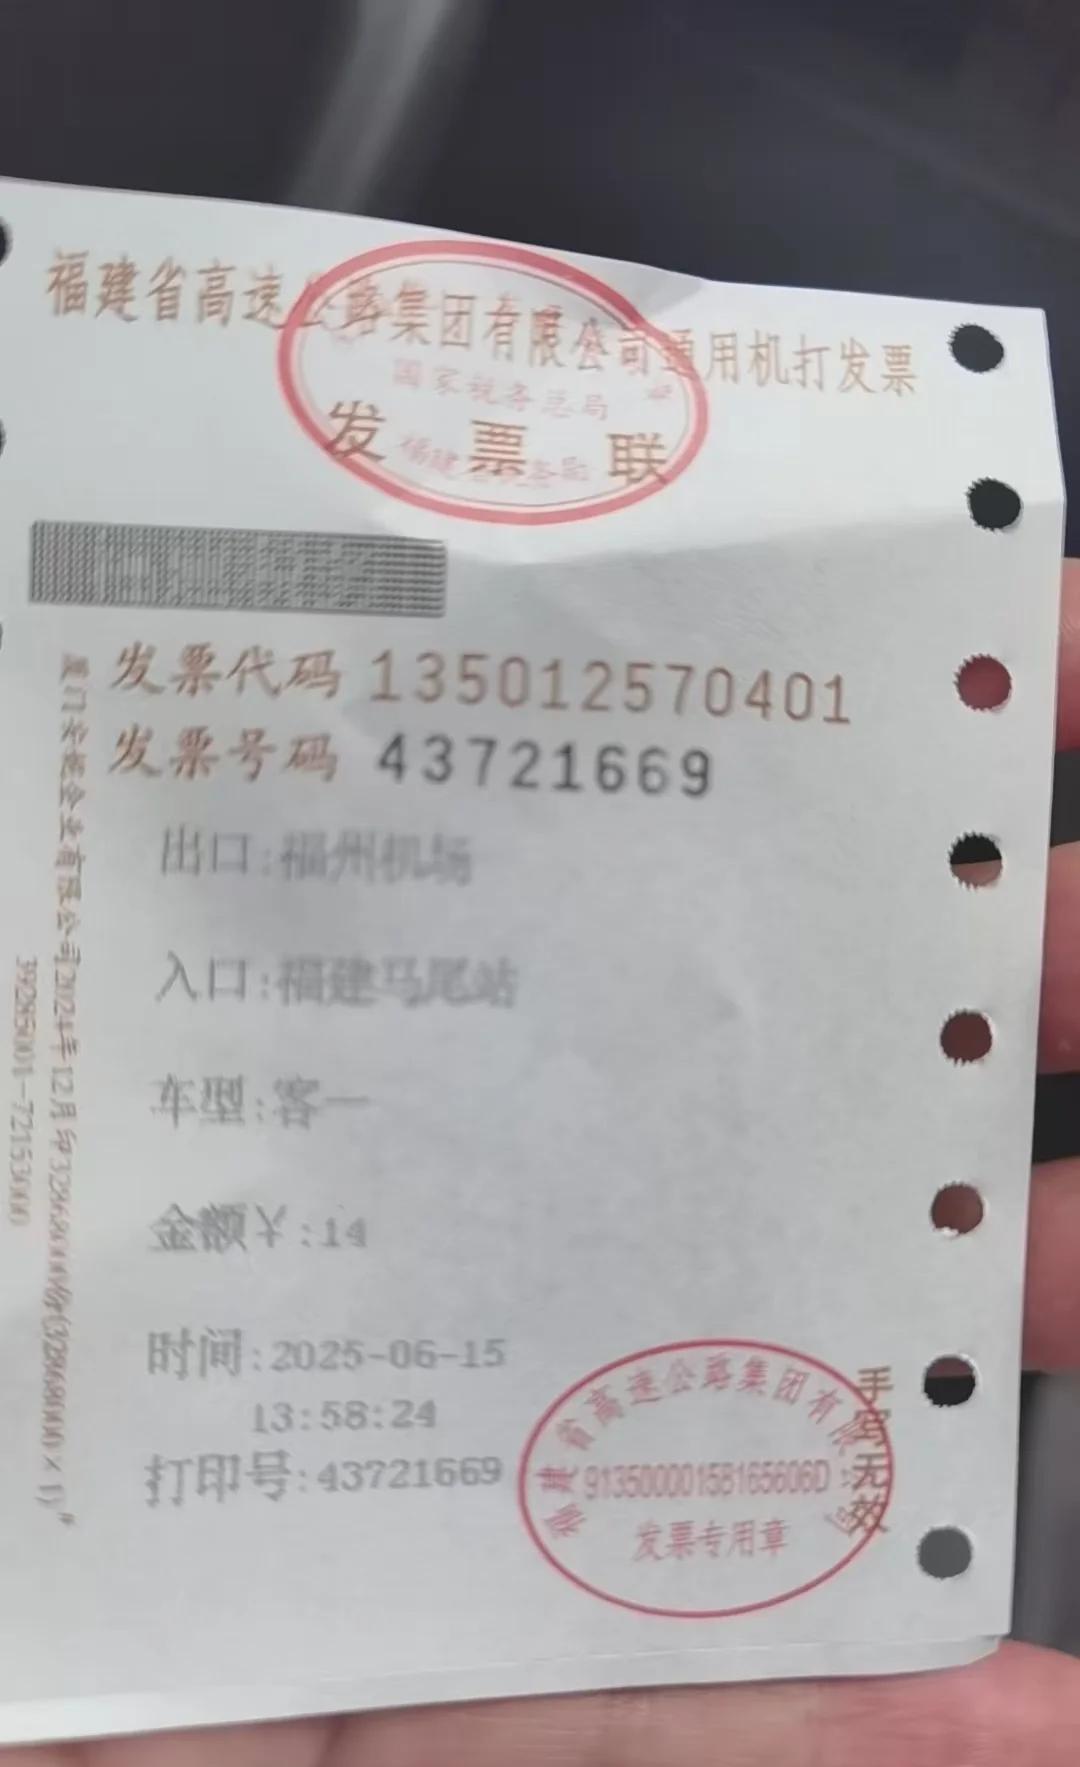 福建省高速公路集团有限公司通用机打发票
国家税务总局
福建省税务局
发票联
发票代码 135012570401
发票号码 43721669
出口:福州机场
入口:福建马尾站
车型:客一
金额¥:14
时间:2025-06-15
13:58:24
打印号:43721669
福建省高速公路集团有限公司
91350000158165606D
发票专用章
手写无效
39285001-72153000